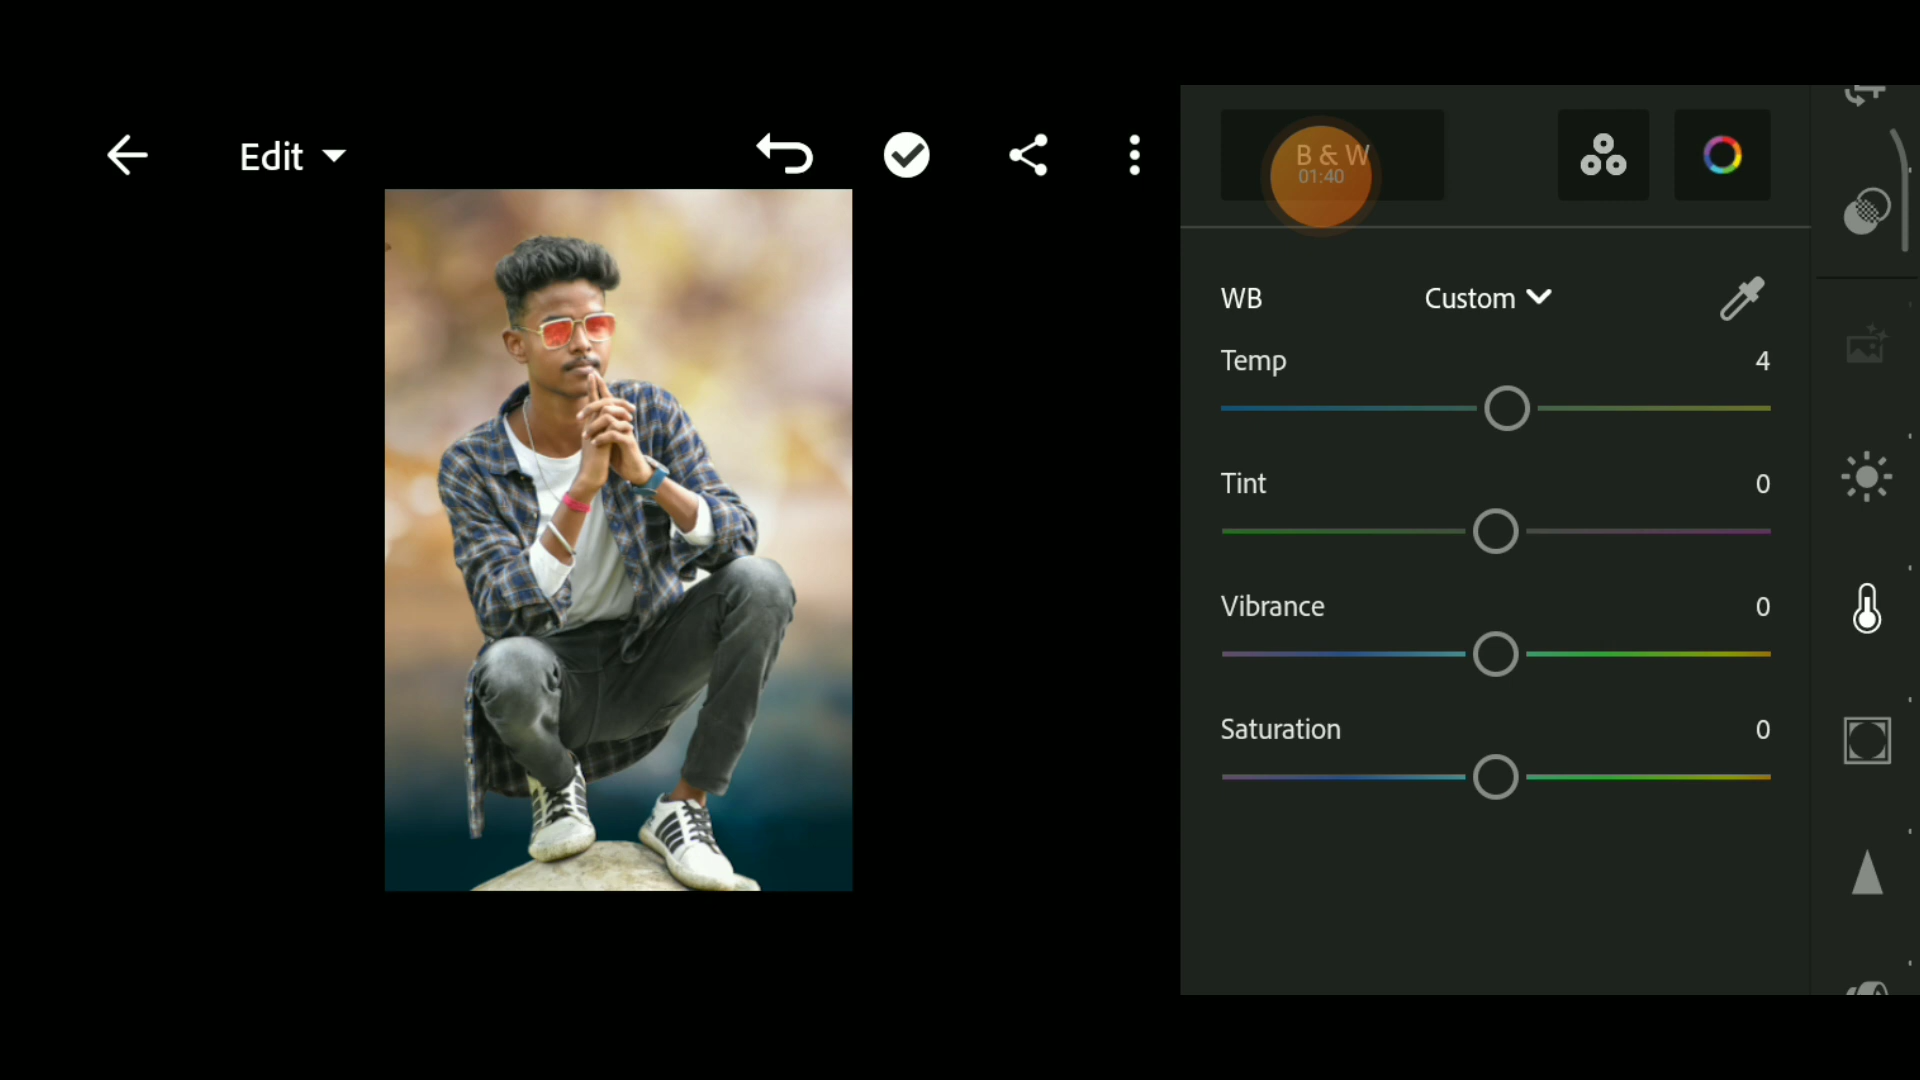 Edit
B & W
01:40
WB Custom
Temp 4
Tint 0
Vibrance 0
Saturation 0